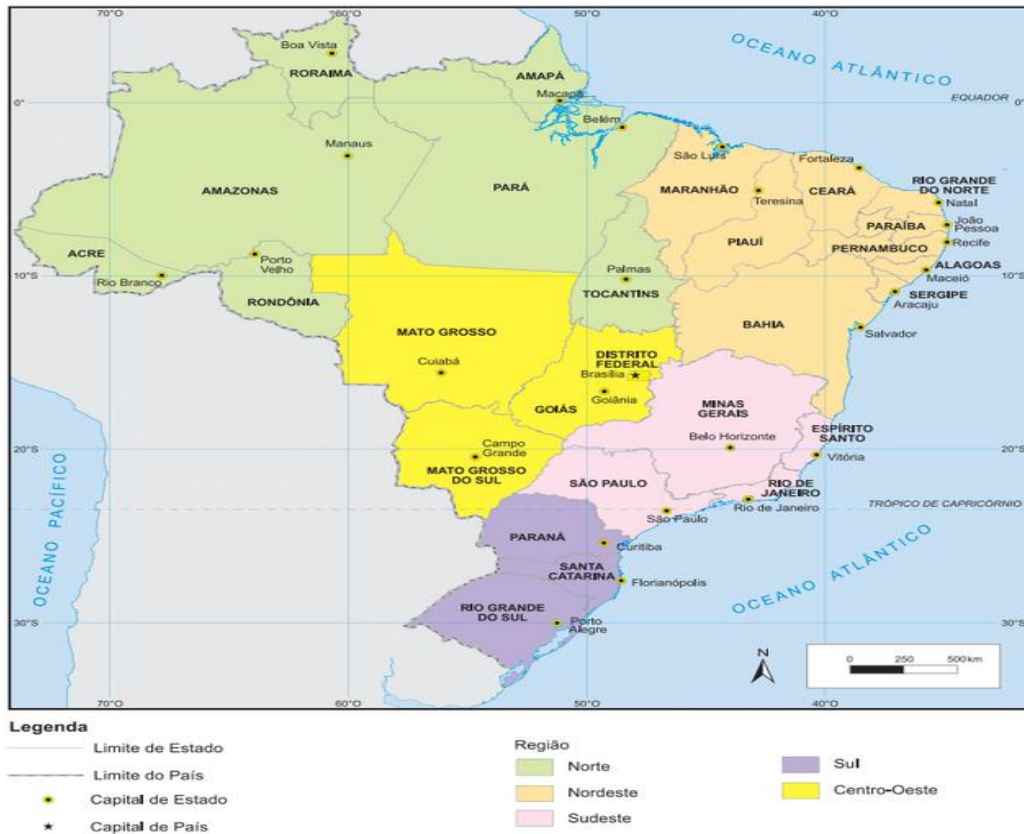 70°O
60°O
50°O
40°O
Boa Vista
RORAIMA
AMAPÁ
OCEANO ATLÂNTICO
Macapá
EQUADOR
0°
0°
Belém
Manaus
São Luís
Fortaleza
AMAZONAS
PARÁ
MARANHÃO
CEARÁ
RIO GRANDE
DO NORTE
Teresina
Natal
PARAÍBA
João
Pessoa
ACRE
PIAUÍ
PERNAMBUCO
Recife
Porto
Velho
Rio Branco
Palmas
ALAGOAS
Maceió
10°S
10°S
RONDÔNIA
TOCANTINS
SERGIPE
Aracaju
MATO GROSSO
BAHIA
Salvador
Cuiabá
DISTRITO
FEDERAL
Brasília
Goiânia
GOIÁS
MINAS
GERAIS
Belo Horizonte
ESPÍRITO
SANTO
Vitória
Campo
Grande
20°S
20°S
MATO GROSSO
DO SUL
SÃO PAULO
RIO
DE JANEIRO
Rio de Janeiro
São Paulo
TRÓPICO DE CAPRICÓRNIO
OCEANO PACÍFICO
PARANÁ
Curitiba
SANTA
CATARINA
Florianópolis
OCEANO ATLÂNTICO
RIO GRANDE
DO SUL
Porto
Alegre
30°S
30°S
N
0 250 500 km
70°O
60°O
50°O
40°O
Legenda
Limite de Estado
Limite do País
Capital de Estado
Capital de País
Região
Norte
Nordeste
Sudeste
Sul
Centro-Oeste